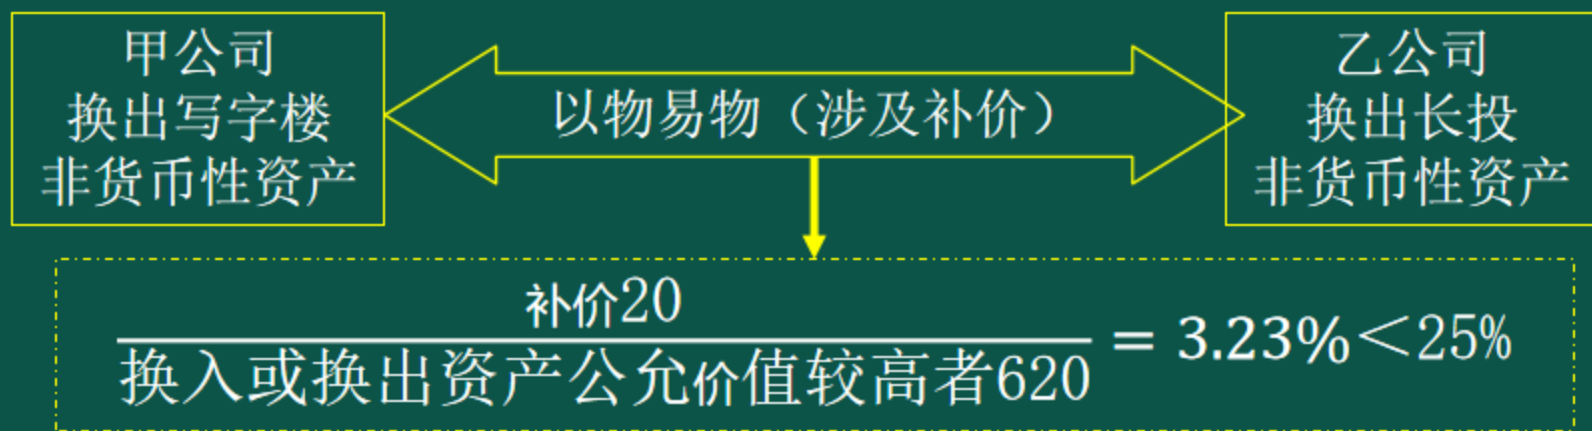 甲公司
换出写字楼
非货币性资产
以物易物（涉及补价）
乙公司
换出长投
非货币性资产
补价20
换入或换出资产公允价值较高者620
= 3.23%＜25%